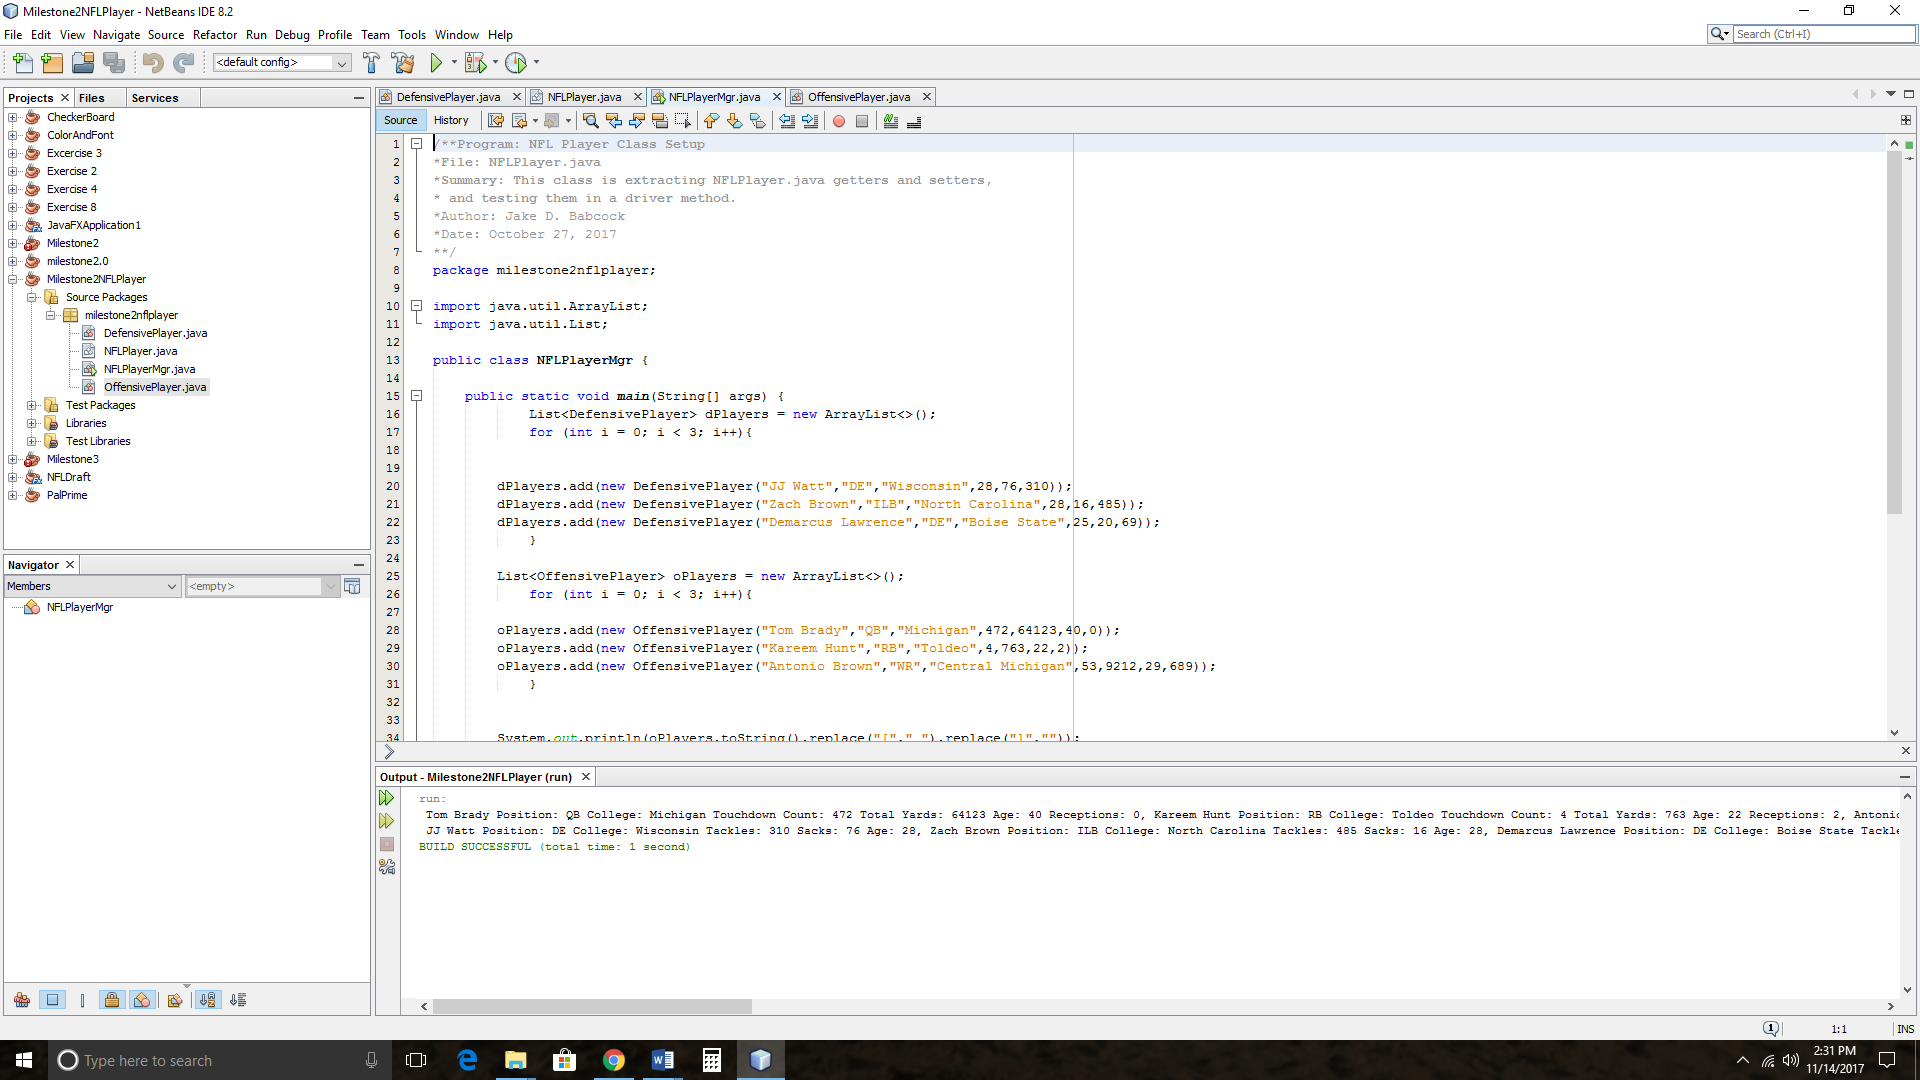 Milestone2NFLPlayer - NetBeans IDE 8.2
File Edit View Navigate Source Refactor Run Debug Profile Team Tools Window Help
Search (Ctrl+I)
<default config>
Projects Files Services
CheckerBoard
ColorAndFont
Excercise 3
Exercise 2
Exercise 4
Exercise 8
JavaFXApplication1
Milestone2
milestone2.0
Milestone2NFLPlayer
Source Packages
milestone2nflplayer
DefensivePlayer.java
NFLPlayer.java
NFLPlayerMgr.java
OffensivePlayer.java
Test Packages
Libraries
Test Libraries
Milestone3
NFLDraft
PalPrime
Navigator
Members <empty>
NFLPlayerMgr
DefensivePlayer.java NFLPlayer.java NFLPlayerMgr.java OffensivePlayer.java
Source History
1 /**Program: NFL Player Class Setup
2 *File: NFLPlayer.java
3 *Summary: This class is extracting NFLPlayer.java getters and setters,
4 * and testing them in a driver method.
5 *Author: Jake D. Babcock
6 *Date: October 27, 2017
7 **/
8 package milestone2nflplayer;
9
10 import java.util.ArrayList;
11 import java.util.List;
12
13 public class NFLPlayerMgr {
14
15 public static void main(String[] args) {
16 List<DefensivePlayer> dPlayers = new ArrayList<>();
17 for (int i = 0; i < 3; i++){
18
19
20 dPlayers.add(new DefensivePlayer("JJ Watt","DE","Wisconsin",28,76,310));
21 dPlayers.add(new DefensivePlayer("Zach Brown","ILB","North Carolina",28,16,485));
22 dPlayers.add(new DefensivePlayer("Demarcus Lawrence","DE","Boise State",25,20,69));
23 }
24
25 List<OffensivePlayer> oPlayers = new ArrayList<>();
26 for (int i = 0; i < 3; i++){
27
28 oPlayers.add(new OffensivePlayer("Tom Brady","QB","Michigan",472,64123,40,0));
29 oPlayers.add(new OffensivePlayer("Kareem Hunt","RB","Toldeo",4,763,22,2));
30 oPlayers.add(new OffensivePlayer("Antonio Brown","WR","Central Michigan",53,9212,29,689));
31 }
32
33
34 System.out.println(oPlayers.toString().replace("["," ").replace("]",""));
Output - Milestone2NFLPlayer (run)
run:
Tom Brady Position: QB College: Michigan Touchdown Count: 472 Total Yards: 64123 Age: 40 Receptions: 0, Kareem Hunt Position: RB College: Toldeo Touchdown Count: 4 Total Yards: 763 Age: 22 Receptions: 2, Antonio
JJ Watt Position: DE College: Wisconsin Tackles: 310 Sacks: 76 Age: 28, Zach Brown Position: ILB College: North Carolina Tackles: 485 Sacks: 16 Age: 28, Demarcus Lawrence Position: DE College: Boise State Tackle
BUILD SUCCESSFUL (total time: 1 second)
1 1:1 INS
Type here to search
2:31 PM
11/14/2017